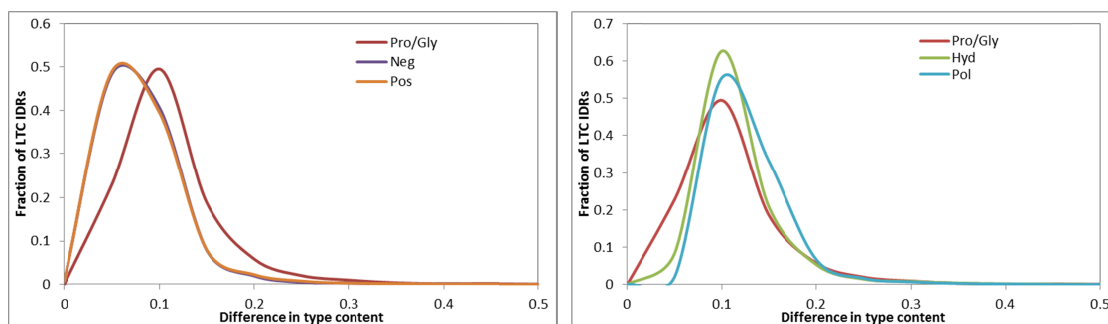 0.6
0.5
0.4
0.3
0.2
0.1
0
Fraction of LTC IDRs
Pro/Gly
Neg
Pos
0 0.1 0.2 0.3 0.4 0.5
Difference in type content
0.7
0.6
0.5
0.4
0.3
0.2
0.1
0
Fraction of LTC IDRs
Pro/Gly
Hyd
Pol
0 0.1 0.2 0.3 0.4 0.5
Difference in type content